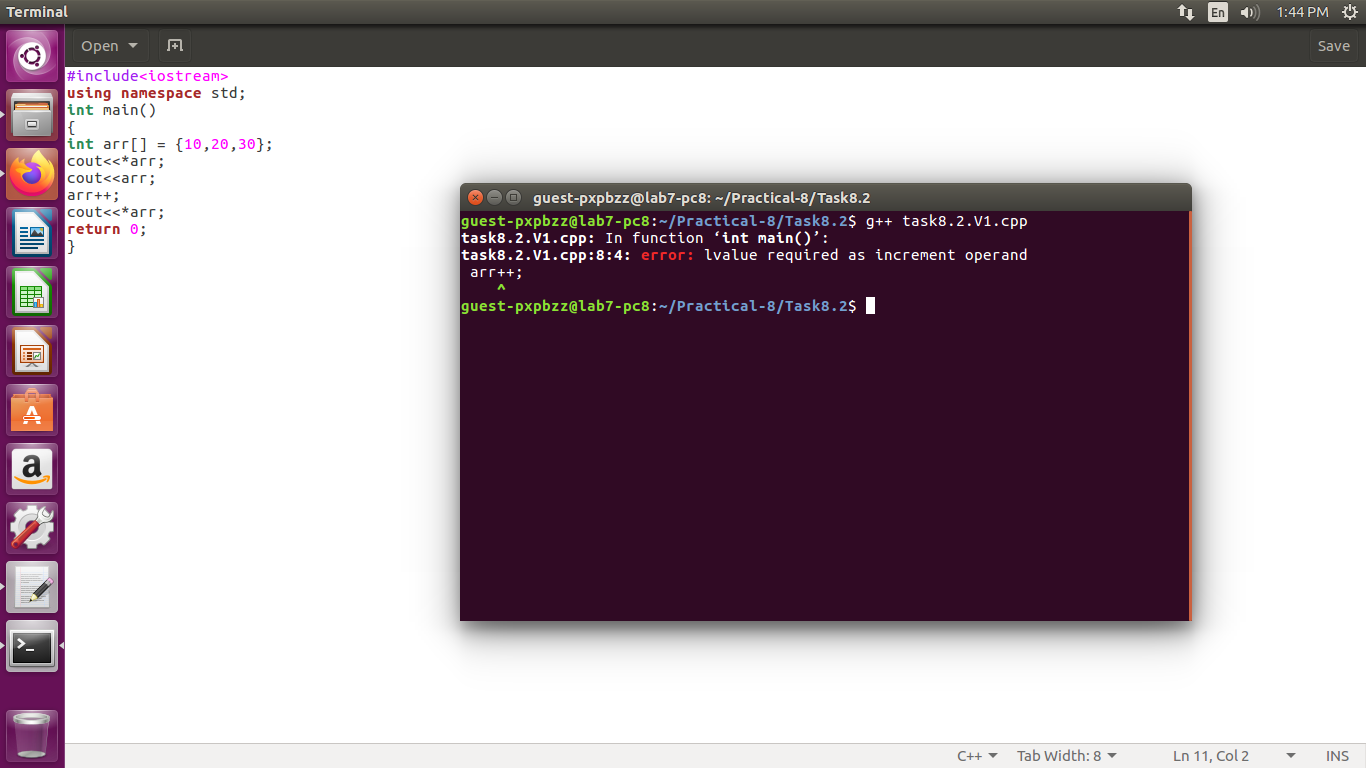 Terminal
En
1:44 PM
Open
Save
#include<iostream>
using namespace std;
int main()
{
int arr[] = {10,20,30};
cout<<*arr;
cout<<arr;
arr++;
cout<<*arr;
return 0;
}
guest-pxpbzz@lab7-pc8: ~/Practical-8/Task8.2
guest-pxpbzz@lab7-pc8:~/Practical-8/Task8.2$ g++ task8.2.V1.cpp
task8.2.V1.cpp: In function ‘int main()’:
task8.2.V1.cpp:8:4: error: lvalue required as increment operand
arr++;
^
guest-pxpbzz@lab7-pc8:~/Practical-8/Task8.2$
C++
Tab Width: 8
Ln 11, Col 2
INS